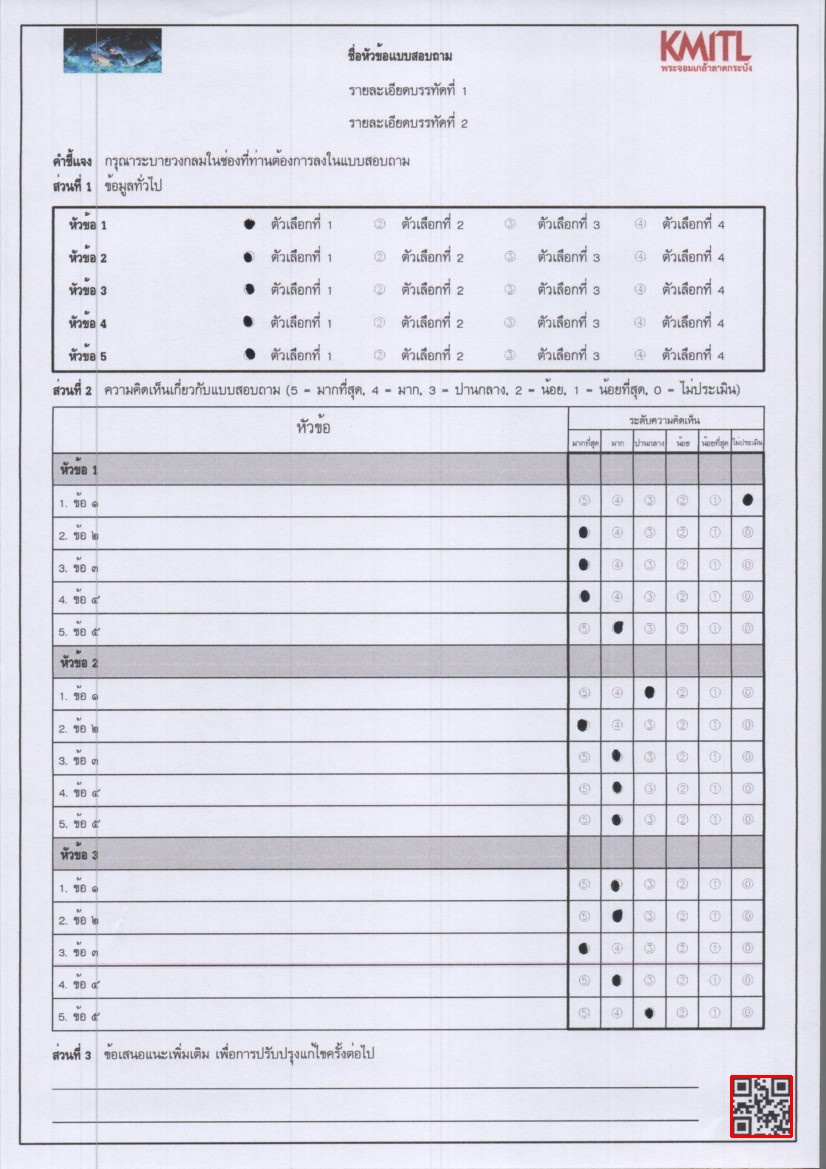 KMITL
พระจอมเกล้าลาดกระบัง
ชื่อหัวข้อแบบสอบถาม
รายละเอียดบรรทัดที่ 1
รายละเอียดบรรทัดที่ 2
คำชี้แจง กรุณาระบายวงกลมในช่องที่ท่านต้องการลงในแบบสอบถาม
ส่วนที่ 1 ข้อมูลทั่วไป
หัวข้อ 1 ตัวเลือกที่ 1 ② ตัวเลือกที่ 2 ③ ตัวเลือกที่ 3 ④ ตัวเลือกที่ 4
หัวข้อ 2 ตัวเลือกที่ 1 ② ตัวเลือกที่ 2 ③ ตัวเลือกที่ 3 ④ ตัวเลือกที่ 4
หัวข้อ 3 ตัวเลือกที่ 1 ② ตัวเลือกที่ 2 ③ ตัวเลือกที่ 3 ④ ตัวเลือกที่ 4
หัวข้อ 4 ตัวเลือกที่ 1 ② ตัวเลือกที่ 2 ③ ตัวเลือกที่ 3 ④ ตัวเลือกที่ 4
หัวข้อ 5 ตัวเลือกที่ 1 ② ตัวเลือกที่ 2 ③ ตัวเลือกที่ 3 ④ ตัวเลือกที่ 4
ส่วนที่ 2 ความคิดเห็นเกี่ยวกับแบบสอบถาม (5 = มากที่สุด, 4 = มาก, 3 = ปานกลาง, 2 = น้อย, 1 = น้อยที่สุด, 0 = ไม่ประเมิน)
หัวข้อ ระดับความคิดเห็น
มากที่สุด มาก ปานกลาง น้อย น้อยที่สุด ไม่ประเมิน
หัวข้อ 1
1. ข้อ ๑ ⑤ ④ ③ ② ①
2. ข้อ ๒ ④ ③ ② ① ⓪
3. ข้อ ๓ ④ ③ ② ① ⓪
4. ข้อ ๔ ④ ③ ② ① ⓪
5. ข้อ ๕ ⑤ ③ ② ① ⓪
หัวข้อ 2
1. ข้อ ๑ ⑤ ④ ② ① ⓪
2. ข้อ ๒ ④ ③ ② ① ⓪
3. ข้อ ๓ ⑤ ③ ② ① ⓪
4. ข้อ ๔ ⑤ ③ ② ① ⓪
5. ข้อ ๕ ⑤ ③ ② ① ⓪
หัวข้อ 3
1. ข้อ ๑ ⑤ ③ ② ① ⓪
2. ข้อ ๒ ⑤ ③ ② ① ⓪
3. ข้อ ๓ ④ ③ ② ① ⓪
4. ข้อ ๔ ⑤ ③ ② ① ⓪
5. ข้อ ๕ ⑤ ④ ② ① ⓪
ส่วนที่ 3 ข้อเสนอแนะเพิ่มเติม เพื่อการปรับปรุงแก้ไขครั้งต่อไป